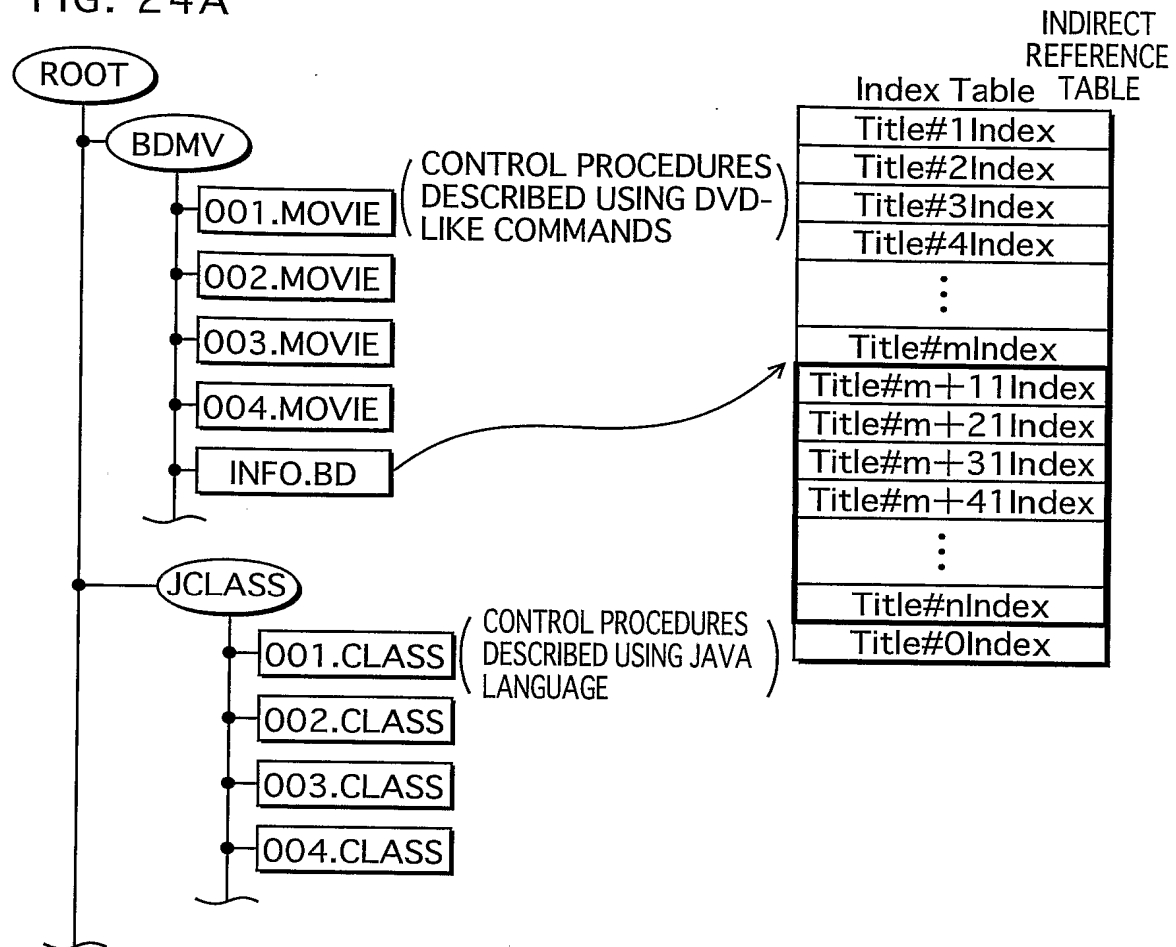 FIG. 24A
ROOT
BDMV
001.MOVIE
(CONTROL PROCEDURES
DESCRIBED USING DVD-
LIKE COMMANDS)
002.MOVIE
003.MOVIE
004.MOVIE
INFO.BD
JCLASS
001.CLASS
(CONTROL PROCEDURES
DESCRIBED USING JAVA
LANGUAGE)
002.CLASS
003.CLASS
004.CLASS
INDIRECT
REFERENCE
TABLE
Index Table
Title#1Index
Title#2Index
Title#3Index
Title#4Index
⋮
Title#mIndex
Title#m+11Index
Title#m+21Index
Title#m+31Index
Title#m+41Index
⋮
Title#nIndex
Title#0Index